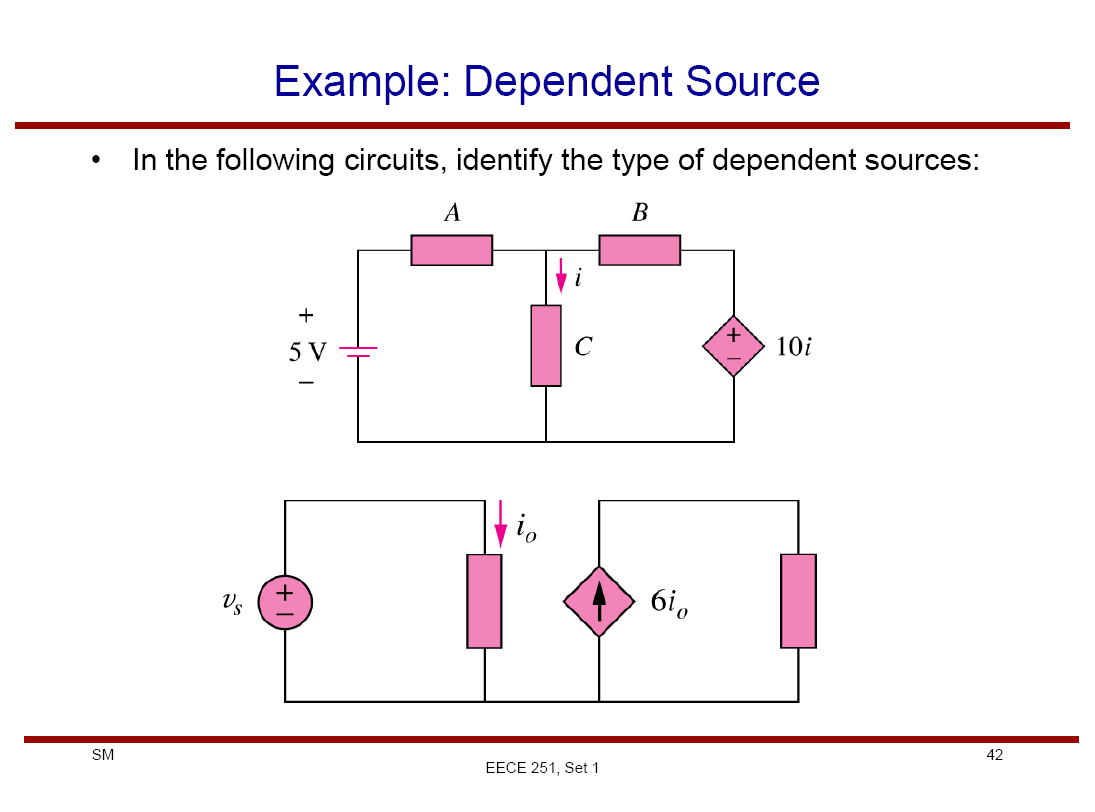 Example: Dependent Source
• In the following circuits, identify the type of dependent sources:
A B
i
+
5 V
−
C
+
−
10i
i_o
v_s
+
−
6i_o
SM
EECE 251, Set 1
42